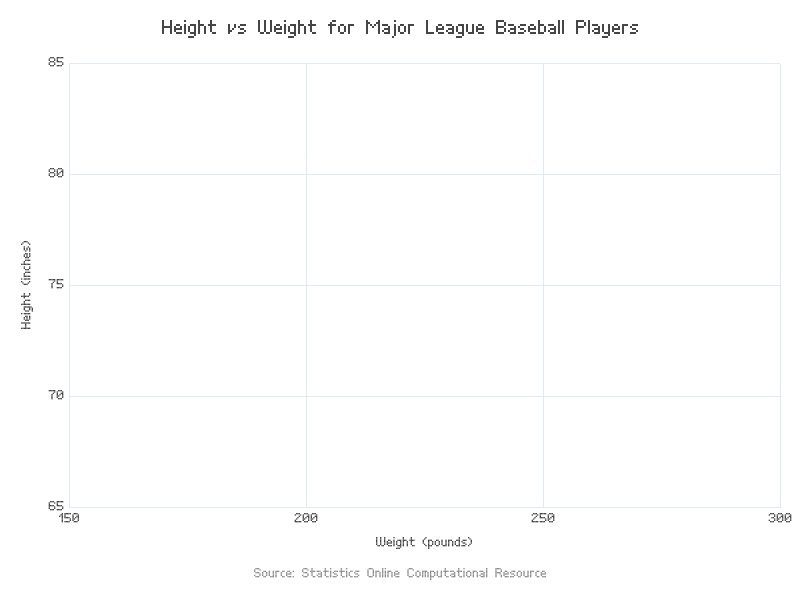 Height vs Weight for Major League Baseball Players
85
80
75
70
65
Height (inches)
150 200 250 300
Weight (pounds)
Source: Statistics Online Computational Resource